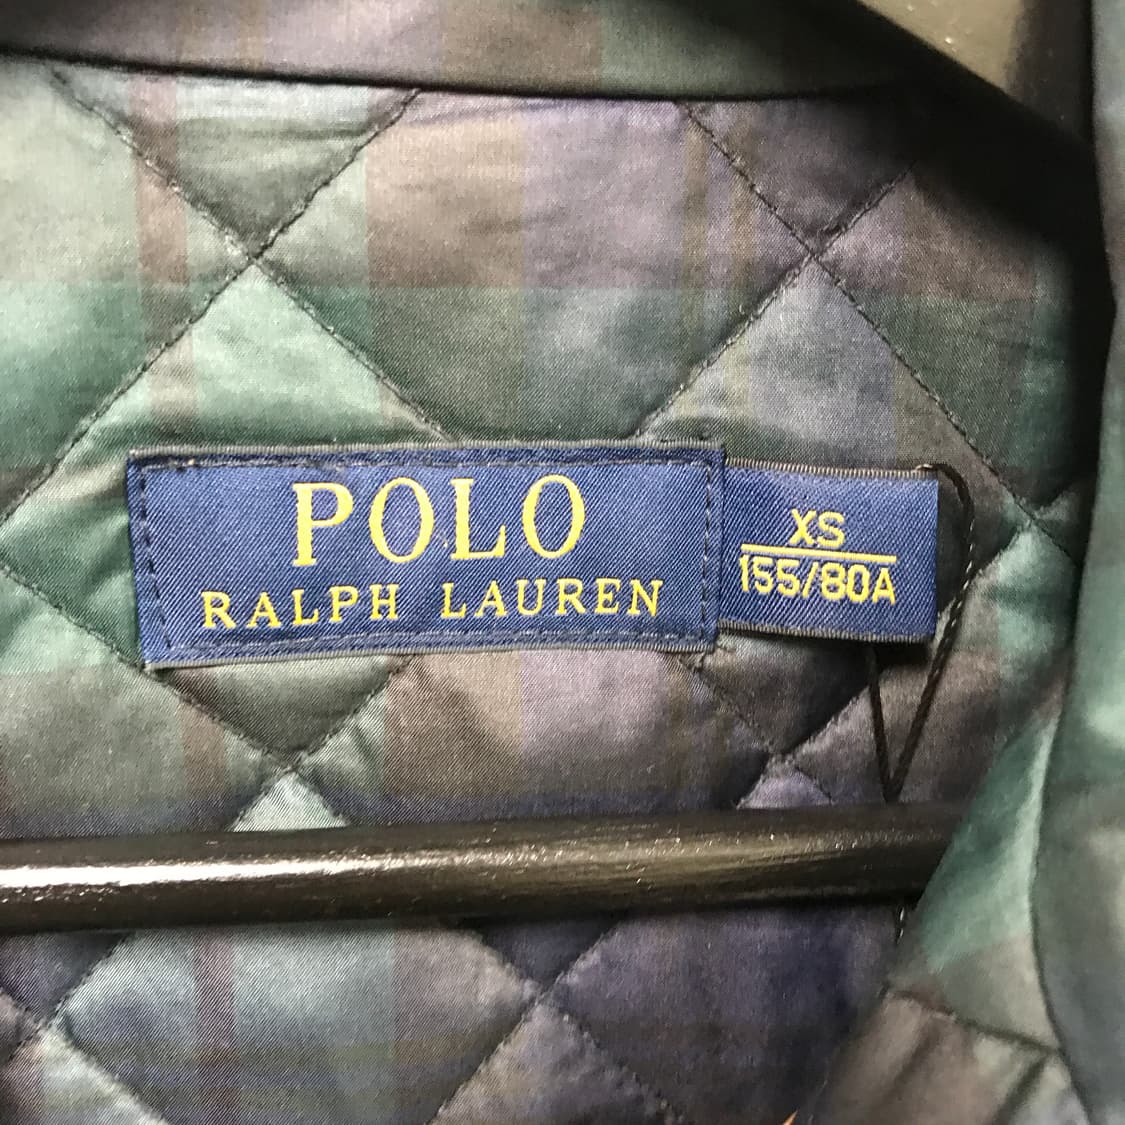 POLO
RALPH LAUREN
XS
155/80A